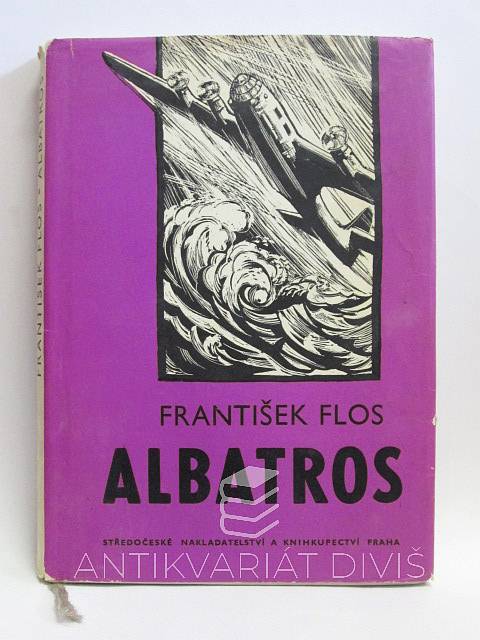 FRANTIŠEK FLOS • ALBATROS
FRANTIŠEK FLOS
ALBATROS
STŘEDOČESKÉ NAKLADATELSTVÍ A KNIHKUPECTVÍ PRAHA
ANTIKVARIÁT DIVIŠ